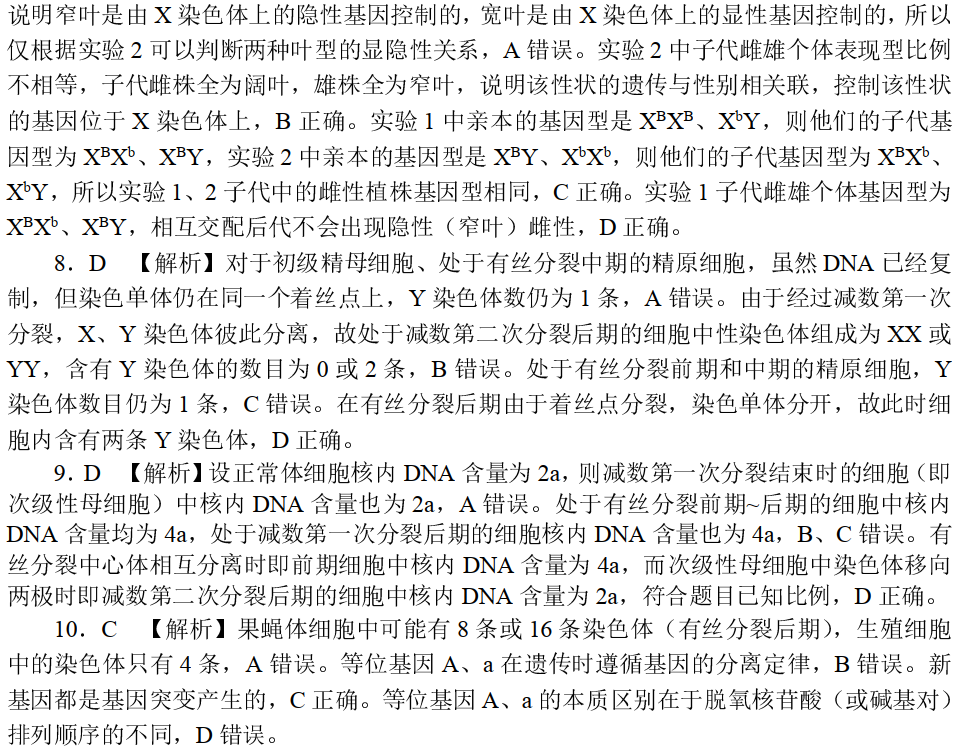 说明窄叶是由 X 染色体上的隐性基因控制的，宽叶是由 X 染色体上的显性基因控制的，所以
仅根据实验 2 可以判断两种叶型的显隐性关系，A 错误。实验 2 中子代雌雄个体表现型比例
不相等，子代雌株全为阔叶，雄株全为窄叶，说明该性状的遗传与性别相关联，控制该性状
的基因位于 X 染色体上，B 正确。实验 1 中亲本的基因型是 XᴮXᴮ、XᵇY，则他们的子代基
因型为 XᴮXᵇ、XᴮY，实验 2 中亲本的基因型是 XᴮY、XᵇXᵇ，则他们的子代基因型为 XᴮXᵇ、
XᵇY，所以实验 1、2 子代中的雌性植株基因型相同，C 正确。实验 1 子代雌雄个体基因型为
XᴮXᵇ、XᴮY，相互交配后代不会出现隐性（窄叶）雌性，D 正确。
8．D 【解析】对于初级精母细胞、处于有丝分裂中期的精原细胞，虽然 DNA 已经复
制，但染色单体仍在同一个着丝点上，Y 染色体数仍为 1 条，A 错误。由于经过减数第一次
分裂，X、Y 染色体彼此分离，故处于减数第二次分裂后期的细胞中性染色体组成为 XX 或
YY，含有 Y 染色体的数目为 0 或 2 条，B 错误。处于有丝分裂前期和中期的精原细胞，Y
染色体数目仍为 1 条，C 错误。在有丝分裂后期由于着丝点分裂，染色单体分开，故此时细
胞内含有两条 Y 染色体，D 正确。
9．D 【解析】设正常体细胞核内 DNA 含量为 2a，则减数第一次分裂结束时的细胞（即
次级性母细胞）中核内 DNA 含量也为 2a，A 错误。处于有丝分裂前期~后期的细胞中核内
DNA 含量均为 4a，处于减数第一次分裂后期的细胞核内 DNA 含量也为 4a，B、C 错误。有
丝分裂中心体相互分离时即前期细胞中核内 DNA 含量为 4a，而次级性母细胞中染色体移向
两极时即减数第二次分裂后期的细胞中核内 DNA 含量为 2a，符合题目已知比例，D 正确。
10．C 【解析】果蝇体细胞中可能有 8 条或 16 条染色体（有丝分裂后期），生殖细胞
中的染色体只有 4 条，A 错误。等位基因 A、a 在遗传时遵循基因的分离定律，B 错误。新
基因都是基因突变产生的，C 正确。等位基因 A、a 的本质区别在于脱氧核苷酸（或碱基对）
排列顺序的不同，D 错误。